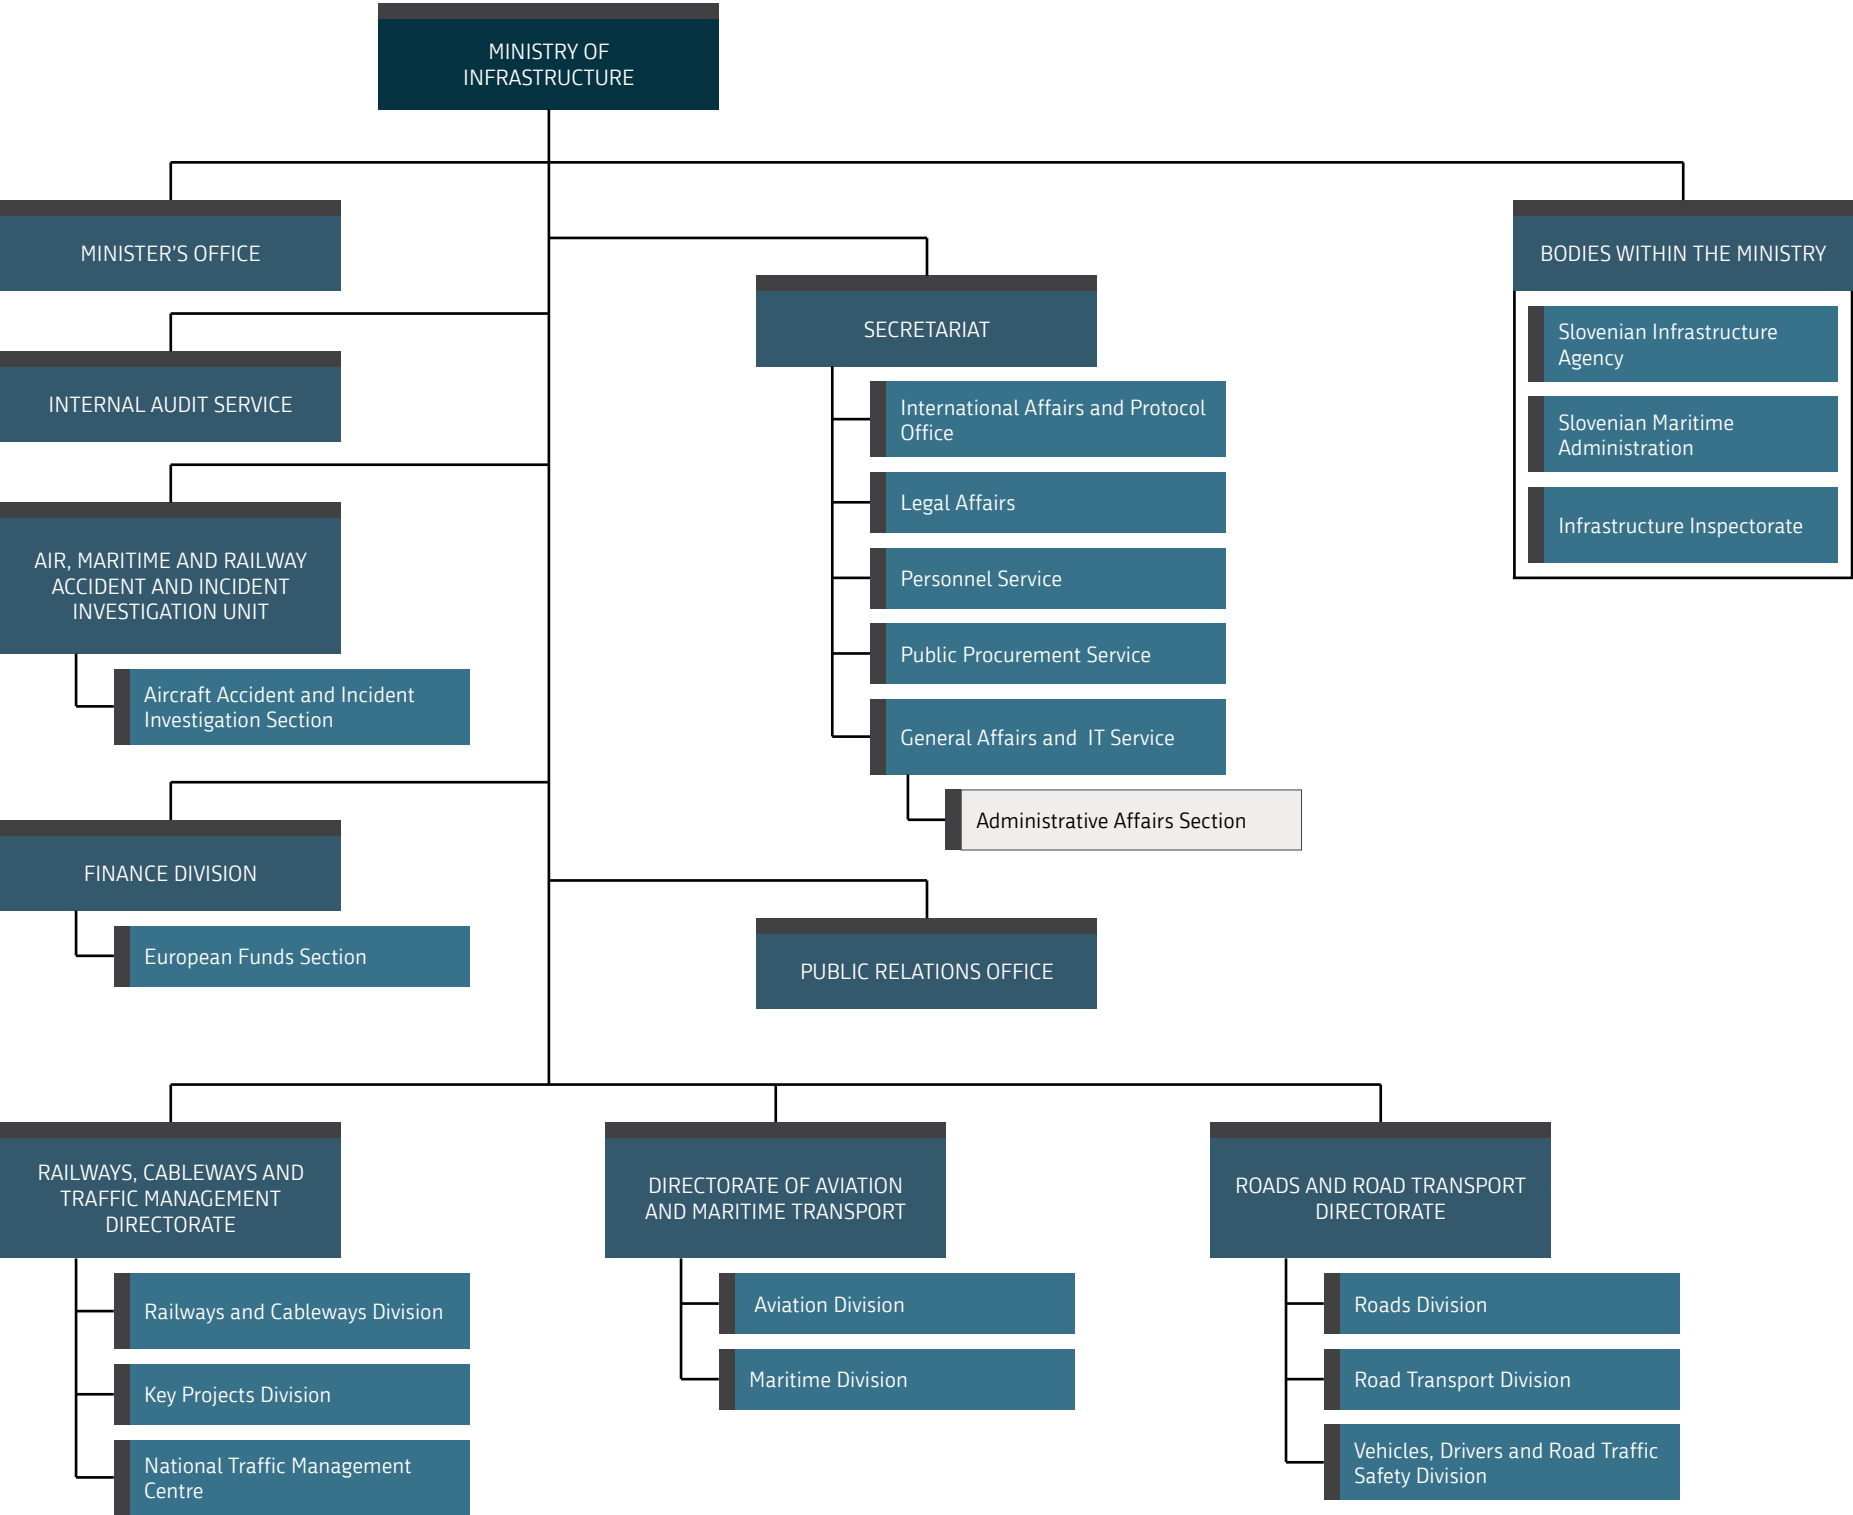 MINISTRY OF
INFRASTRUCTURE
MINISTER'S OFFICE
INTERNAL AUDIT SERVICE
AIR, MARITIME AND RAILWAY
ACCIDENT AND INCIDENT
INVESTIGATION UNIT
Aircraft Accident and Incident
Investigation Section
FINANCE DIVISION
European Funds Section
SECRETARIAT
International Affairs and Protocol
Office
Legal Affairs
Personnel Service
Public Procurement Service
General Affairs and IT Service
Administrative Affairs Section
PUBLIC RELATIONS OFFICE
BODIES WITHIN THE MINISTRY
Slovenian Infrastructure
Agency
Slovenian Maritime
Administration
Infrastructure Inspectorate
RAILWAYS, CABLEWAYS AND
TRAFFIC MANAGEMENT
DIRECTORATE
Railways and Cableways Division
Key Projects Division
National Traffic Management
Centre
DIRECTORATE OF AVIATION
AND MARITIME TRANSPORT
Aviation Division
Maritime Division
ROADS AND ROAD TRANSPORT
DIRECTORATE
Roads Division
Road Transport Division
Vehicles, Drivers and Road Traffic
Safety Division